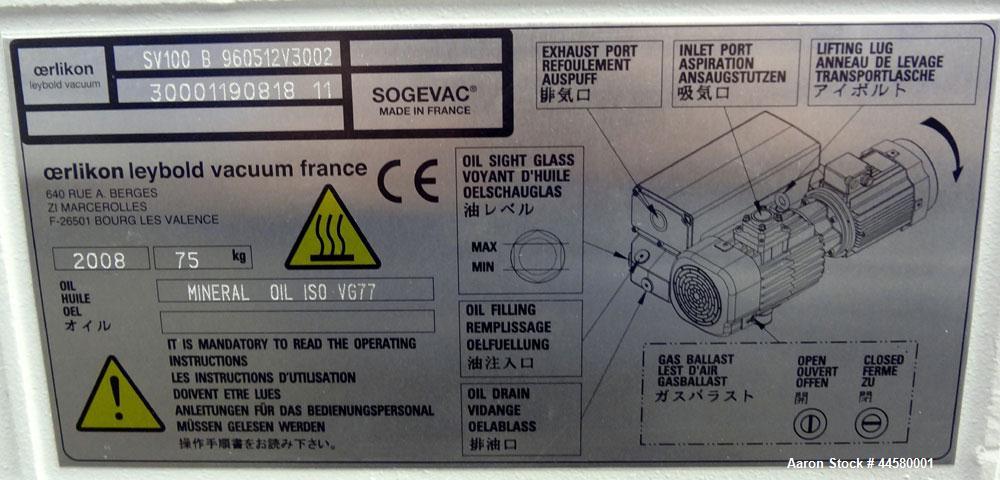 œrlikon
leybold vacuum
SV100 B 960512V3002
30001190818 11
SOGEVAC®
MADE IN FRANCE
œrlikon leybold vacuum france
640 RUE A. BERGES
ZI MARCEROLLES
F-26501 BOURG LES VALENCE
CE
2008
75 kg
OIL
HUILE
OEL
オイル
MINERAL OIL ISO VG77
IT IS MANDATORY TO READ THE OPERATING
INSTRUCTIONS
LES INSTRUCTIONS D'UTILISATION
DOIVENT ETRE LUES
ANLEITUNGEN FÜR DAS BEDIENUNGSPERSONAL
MÜSSEN GELESEN WERDEN
操作手順書をお読み下さい。
EXHAUST PORT
REFOULEMENT
AUSPUFF
排気口
INLET PORT
ASPIRATION
ANSAUGSTUTZEN
吸気口
LIFTING LUG
ANNEAU DE LEVAGE
TRANSPORTLASCHE
アイボルト
OIL SIGHT GLASS
VOYANT D'HUILE
OELSCHAUGLAS
油レベル
MAX
MIN
OIL FILLING
REMPLISSAGE
OELFUELLUNG
油注入口
OIL DRAIN
VIDANGE
OELABLASS
排油口
GAS BALLAST
LEST D'AIR
GASBALLAST
ガスバラスト
OPEN
OUVERT
OFFEN
開
CLOSED
FERME
ZU
閉
Aaron Stock # 44580001